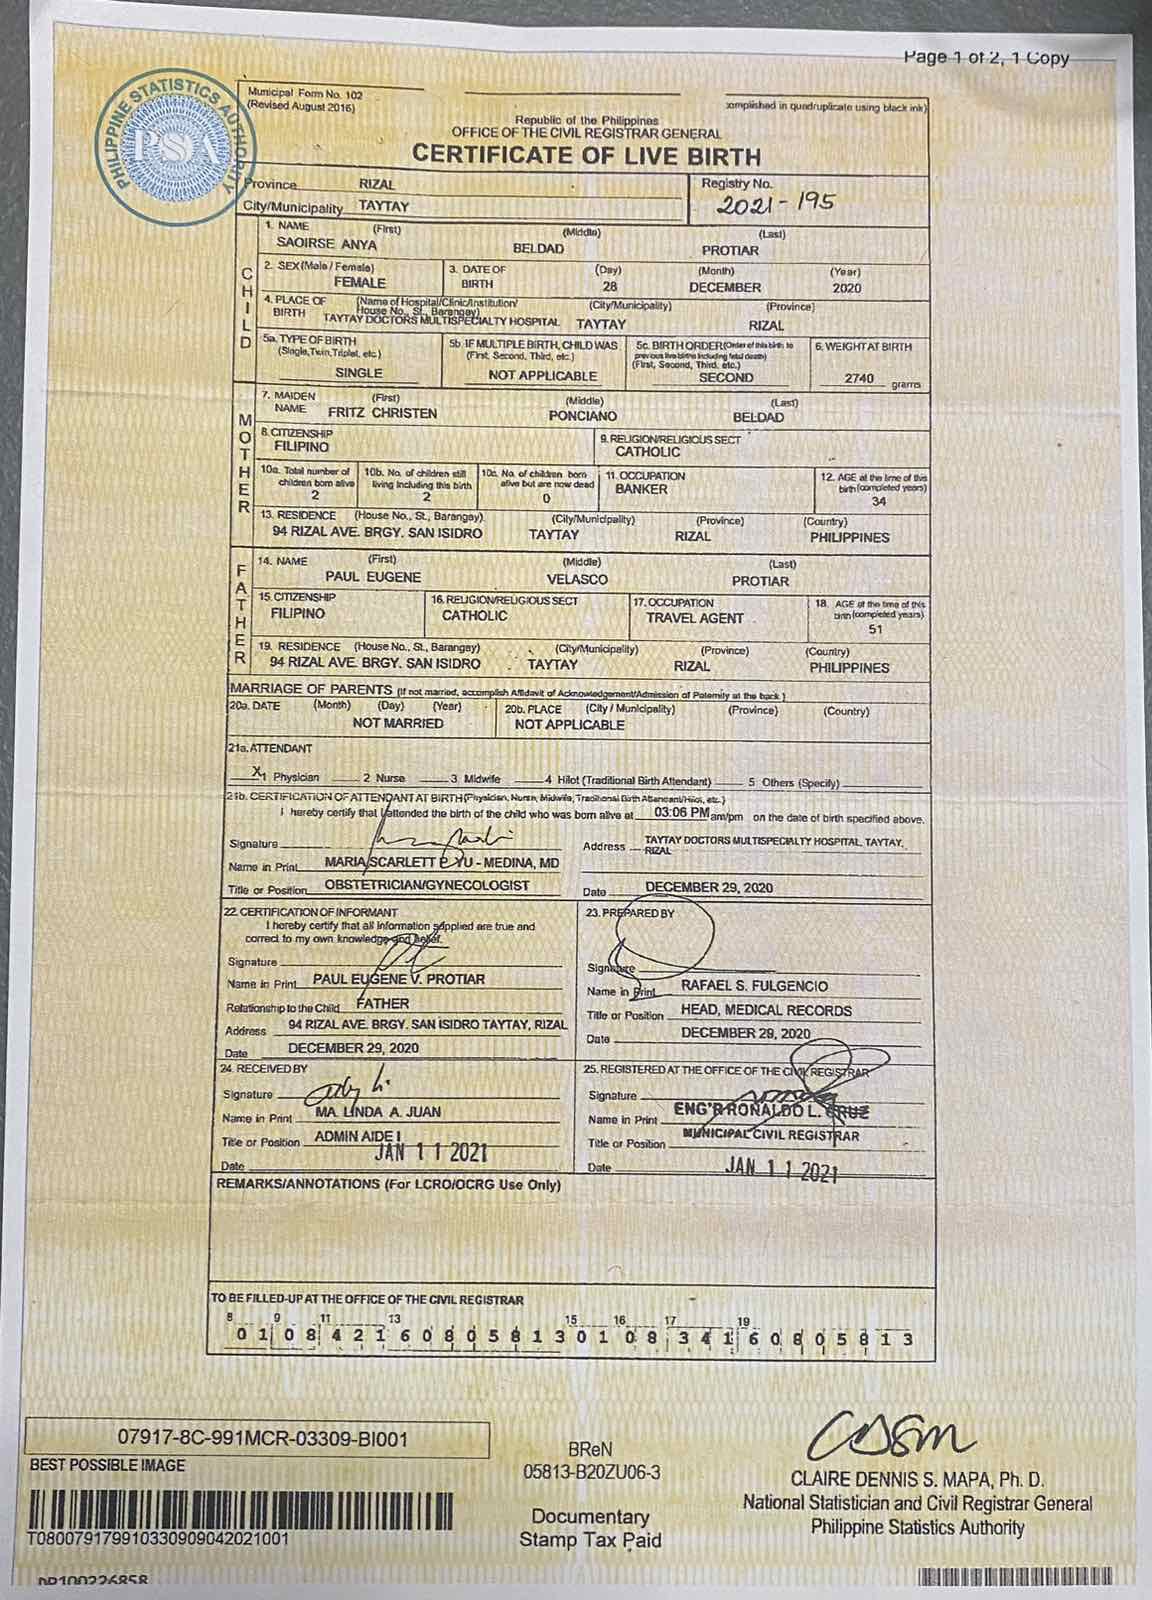 Page 1 of 2, 1 Copy
PHILIPPINE STATISTICS AUTHORITY
PSA
Municipal Form No. 102
(Revised August 2016)
completed in quadruplicate using black ink)
Republic of the Philippines
OFFICE OF THE CIVIL REGISTRAR GENERAL
CERTIFICATE OF LIVE BIRTH
Province RIZAL
City/Municipality TAYTAY
Registry No.
2021-195
CHILD
1. NAME (First) (Middle) (Last)
SAOIRSE ANYA BELDAD PROTIAR
2. SEX (Male / Female)
FEMALE
3. DATE OF BIRTH (Day) (Month) (Year)
28 DECEMBER 2020
4. PLACE OF BIRTH (Name of Hospital/Clinic/Institution/ House No., St., Barangay) (City/Municipality) (Province)
TAYTAY DOCTORS MULTISPECIALTY HOSPITAL TAYTAY RIZAL
5a. TYPE OF BIRTH
(Single, Twin, Triplet, etc.)
SINGLE
5b. IF MULTIPLE BIRTH, CHILD WAS
(First, Second, Third, etc.)
NOT APPLICABLE
5c. BIRTH ORDER (Order of this birth to
previous live births including fetal death)
(First, Second, Third, etc.)
SECOND
6. WEIGHT AT BIRTH
2740 grams
MOTHER
7. MAIDEN NAME (First) (Middle) (Last)
FRITZ CHRISTEN PONCIANO BELDAD
8. CITIZENSHIP
FILIPINO
9. RELIGION/RELIGIOUS SECT
CATHOLIC
10a. Total number of
children born alive
2
10b. No. of children still
living including this birth
2
10c. No. of children born
alive but are now dead
0
11. OCCUPATION
BANKER
12. AGE at the time of this
birth (completed years)
34
13. RESIDENCE (House No., St., Barangay) (City/Municipality) (Province) (Country)
94 RIZAL AVE. BRGY. SAN ISIDRO TAYTAY RIZAL PHILIPPINES
FATHER
14. NAME (First) (Middle) (Last)
PAUL EUGENE VELASCO PROTIAR
15. CITIZENSHIP
FILIPINO
16. RELIGION/RELIGIOUS SECT
CATHOLIC
17. OCCUPATION
TRAVEL AGENT
18. AGE at the time of this
birth (completed years)
51
19. RESIDENCE (House No., St., Barangay) (City/Municipality) (Province) (Country)
94 RIZAL AVE. BRGY. SAN ISIDRO TAYTAY RIZAL PHILIPPINES
MARRIAGE OF PARENTS (If not married, accomplish Affidavit of Acknowledgement/Admission of Paternity at the back.)
20a. DATE (Month) (Day) (Year)
NOT MARRIED
20b. PLACE (City / Municipality) (Province) (Country)
NOT APPLICABLE
21a. ATTENDANT
X 1 Physician 2 Nurse 3 Midwife 4 Hilot (Traditional Birth Attendant) 5 Others (Specify)
21b. CERTIFICATION OF ATTENDANT AT BIRTH (Physician, Nurse, Midwife, Traditional Birth Attendant/Hilot, etc.)
I hereby certify that I attended the birth of the child who was born alive at 03:06 PM am/pm on the date of birth specified above.
Signature
Name in Print MARIA SCARLETT P. YU - MEDINA, MD
Title or Position OBSTETRICIAN/GYNECOLOGIST
Address TAYTAY DOCTORS MULTISPECIALTY HOSPITAL, TAYTAY,
RIZAL
Date DECEMBER 29, 2020
22. CERTIFICATION OF INFORMANT
I hereby certify that all information supplied are true and
correct to my own knowledge and belief.
Signature
Name in Print PAUL EUGENE V. PROTIAR
Relationship to the Child FATHER
Address 94 RIZAL AVE. BRGY. SAN ISIDRO TAYTAY, RIZAL
Date DECEMBER 29, 2020
23. PREPARED BY
Signature
Name in Print RAFAEL S. FULGENCIO
Title or Position HEAD, MEDICAL RECORDS
Date DECEMBER 29, 2020
24. RECEIVED BY
Signature
Name in Print MA. LINDA A. JUAN
Title or Position ADMIN AIDE I
Date JAN 11 2021
25. REGISTERED AT THE OFFICE OF THE CIVIL REGISTRAR
Signature
Name in Print ENG'R RONALDO L. CRUZ
Title or Position MUNICIPAL CIVIL REGISTRAR
Date JAN 11 2021
REMARKS/ANNOTATIONS (For LCRO/OCRG Use Only)
TO BE FILLED-UP AT THE OFFICE OF THE CIVIL REGISTRAR
8 9 11 13 15 16 17 19
0 1 0 8 4 2 1 6 0 8 0 5 8 1 3 0 1 0 8 3 4 1 6 0 8 0 5 8 1 3
07917-8C-991MCR-03309-BI001
BEST POSSIBLE IMAGE
T080079179910330909042021001
DP100226858
BReN
05813-B20ZU06-3
Documentary
Stamp Tax Paid
CLAIRE DENNIS S. MAPA, Ph. D.
National Statistician and Civil Registrar General
Philippine Statistics Authority